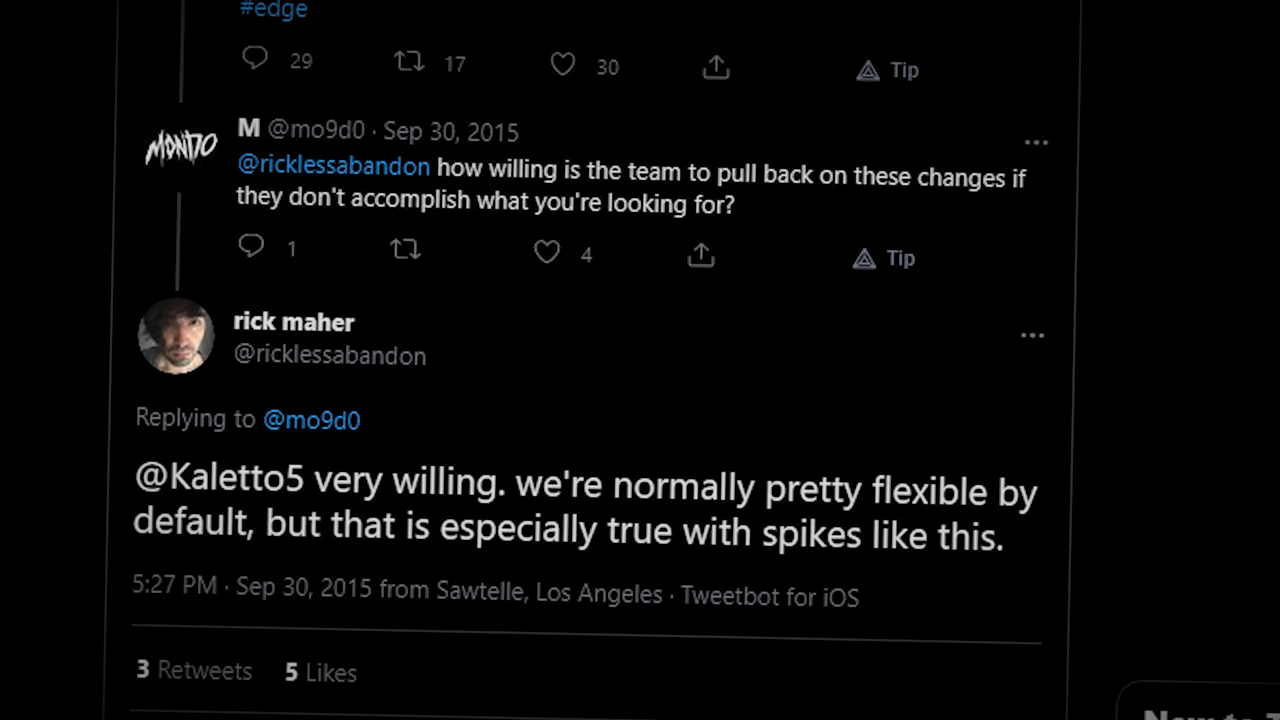 #edge
29 17 30 Tip
MONDO
M @mo9d0 · Sep 30, 2015
@ricklessabandon how willing is the team to pull back on these changes if
they don't accomplish what you're looking for?
1 4 Tip
rick maher
@ricklessabandon
Replying to @mo9d0
@Kaletto5 very willing. we're normally pretty flexible by
default, but that is especially true with spikes like this.
5:27 PM · Sep 30, 2015 from Sawtelle, Los Angeles · Tweetbot for iOS
3 Retweets 5 Likes